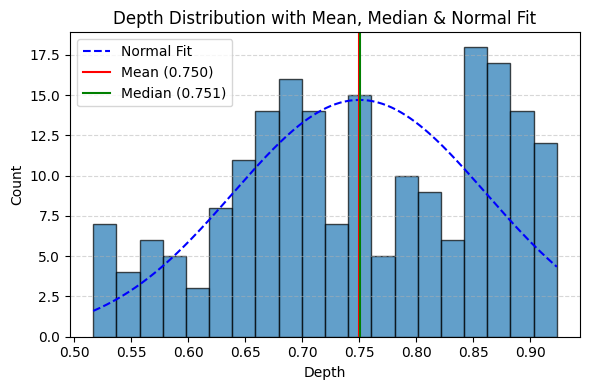 Depth Distribution with Mean, Median & Normal Fit
Normal Fit
Mean (0.750)
Median (0.751)
Count
17.5
15.0
12.5
10.0
7.5
5.0
2.5
0.0
0.50 0.55 0.60 0.65 0.70 0.75 0.80 0.85 0.90
Depth